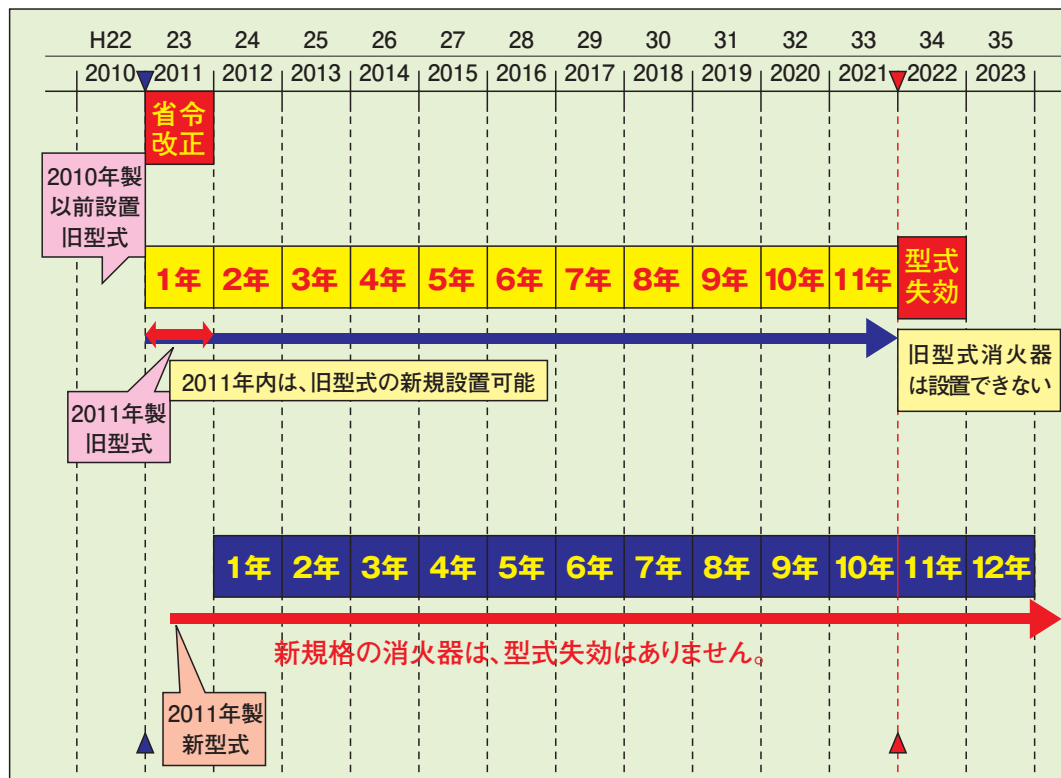 H22 23 24 25 26 27 28 29 30 31 32 33 34 35
2010 2011 2012 2013 2014 2015 2016 2017 2018 2019 2020 2021 2022 2023
省令
改正
2010年製
以前設置
旧型式
1年 2年 3年 4年 5年 6年 7年 8年 9年 10年 11年
型式
失効
2011年内は、旧型式の新規設置可能
旧型式消火器
は設置できない
2011年製
旧型式
1年 2年 3年 4年 5年 6年 7年 8年 9年 10年 11年 12年
新規格の消火器は、型式失効はありません。
2011年製
新型式